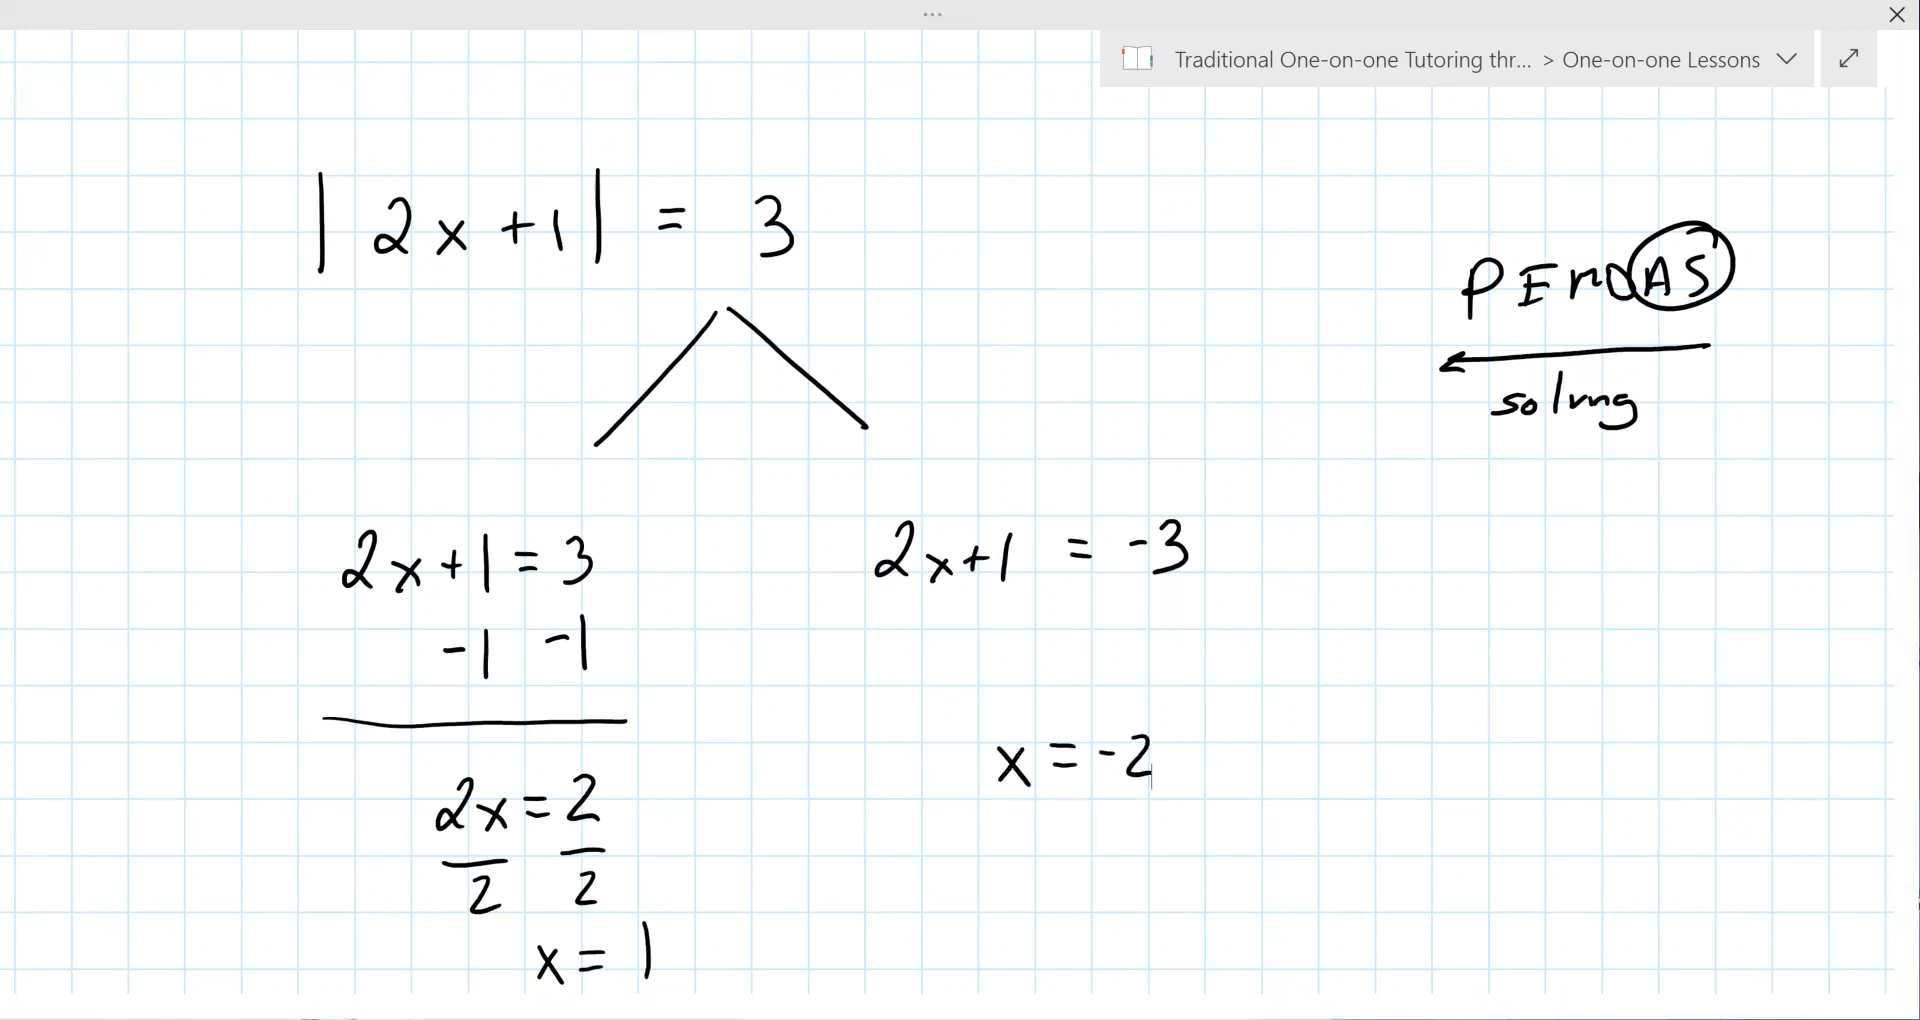 ...
Traditional One-on-one Tutoring thr... > One-on-one Lessons
|2x+1| = 3
PEMDAS
solving
2x+1=3
-1 -1
2x=2
2 2
x=1
2x+1 = -3
x=-2